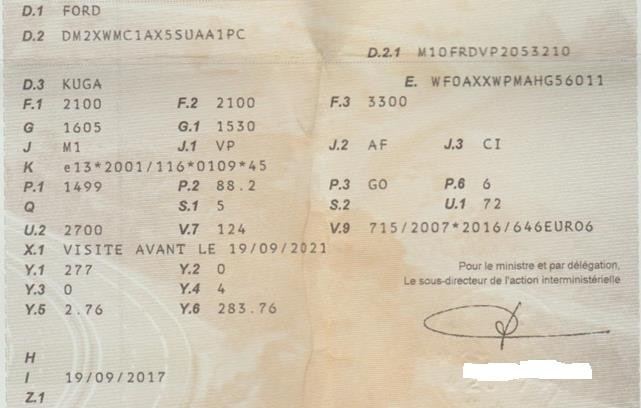 D.1 FORD
D.2 DM2XWMC1AX5SUAA1PC
D.2.1 M10FRDVP2053210
D.3 KUGA E. WF0AXXWPMAHG56011
F.1 2100 F.2 2100 F.3 3300
G 1605 G.1 1530
J M1 J.1 VP J.2 AF J.3 CI
K e13*2001/116*0109*45
P.1 1499 P.2 88.2 P.3 GO P.6 6
Q S.1 5 S.2 U.1 72
U.2 2700 V.7 124 V.9 715/2007*2016/646EURO6
X.1 VISITE AVANT LE 19/09/2021
Y.1 277 Y.2 0
Y.3 0 Y.4 4
Y.5 2.76 Y.6 283.76
Pour le ministre et par délégation,
Le sous-directeur de l'action interministérielle
H
I 19/09/2017
Z.1